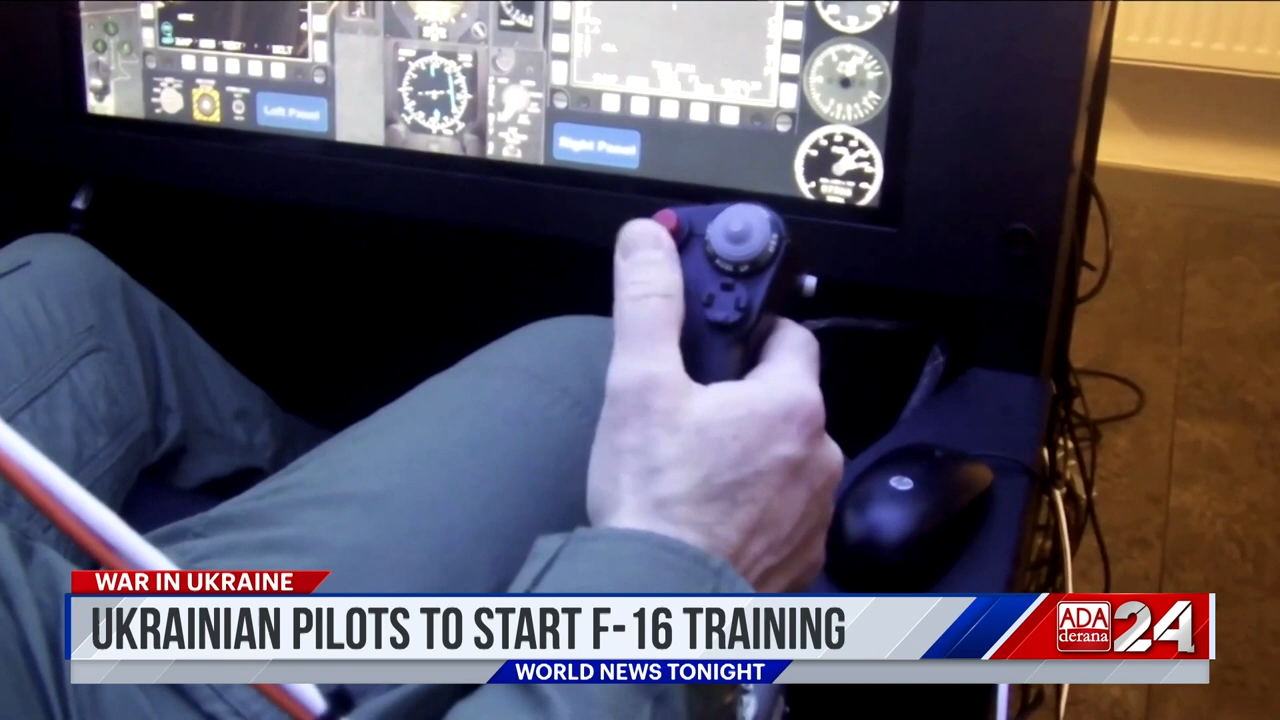 Left Panel
Right Panel
WAR IN UKRAINE
UKRAINIAN PILOTS TO START F-16 TRAINING
ADA
derana
24
WORLD NEWS TONIGHT